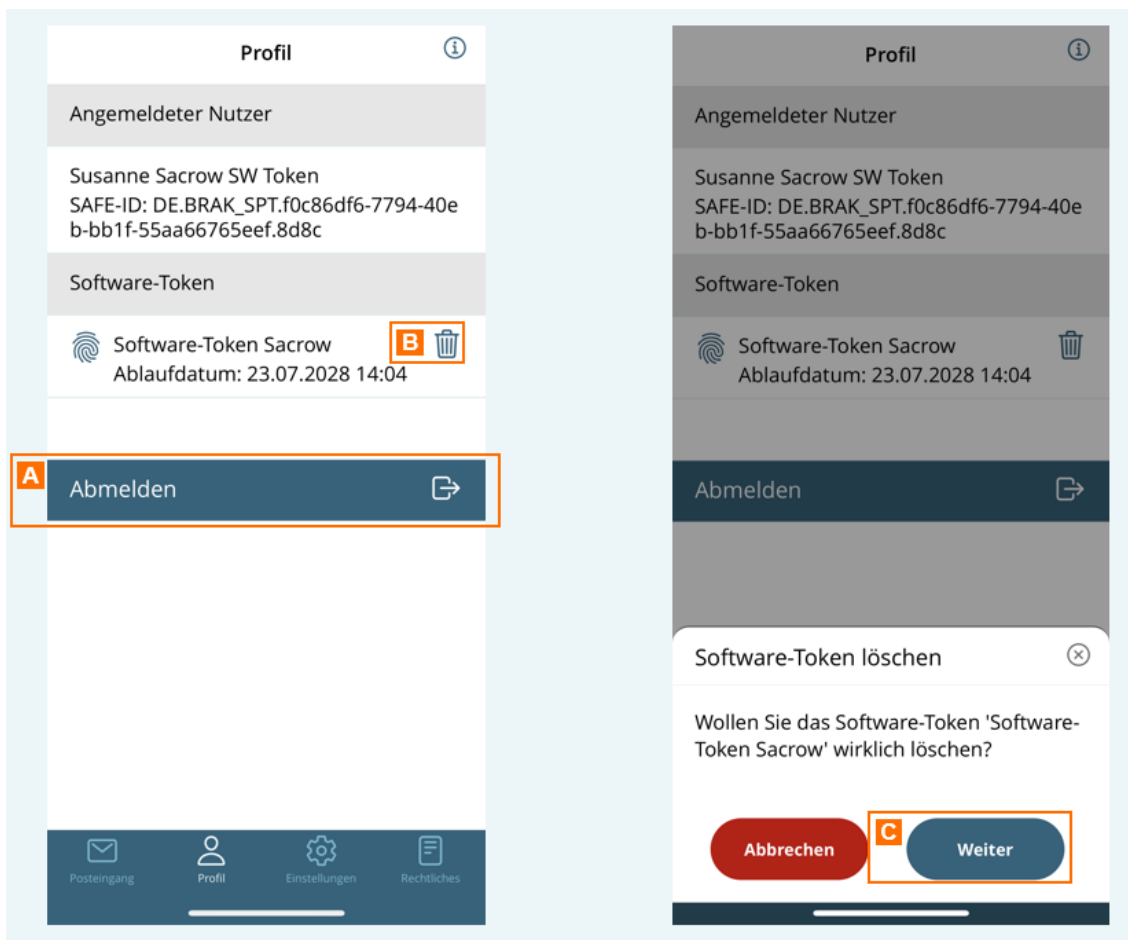 Profil
Angemeldeter Nutzer
Susanne Sacrow SW Token
SAFE-ID: DE.BRAK_SPT.f0c86df6-7794-40e
b-bb1f-55aa66765eef.8d8c
Software-Token
Software-Token Sacrow
B
Ablaufdatum: 23.07.2028 14:04
A
Abmelden
Posteingang
Profil
Einstellungen
Rechtliches
Profil
Angemeldeter Nutzer
Susanne Sacrow SW Token
SAFE-ID: DE.BRAK_SPT.f0c86df6-7794-40e
b-bb1f-55aa66765eef.8d8c
Software-Token
Software-Token Sacrow
Ablaufdatum: 23.07.2028 14:04
Abmelden
Software-Token löschen
Wollen Sie das Software-Token 'Software-
Token Sacrow' wirklich löschen?
Abbrechen
C
Weiter